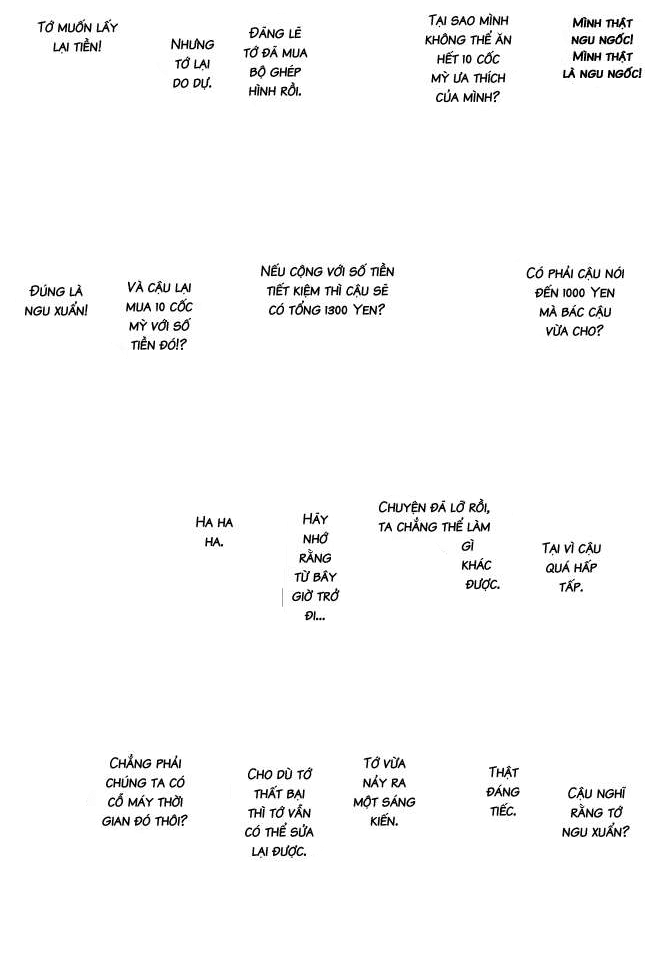 MÌNH THẬT
NGU NGỐC!
MÌNH THẬT
LÀ NGU NGỐC!
TẠI SAO MÌNH
KHÔNG THỂ ĂN
HẾT 10 CỐC
MỲ ƯA THÍCH
CỦA MÌNH?
ĐÁNG LẼ
TỚ ĐÃ MUA
BỘ GHÉP
HÌNH RỒI.
NHƯNG
TỚ LẠI
DO DỰ.
TỚ MUỐN LẤY
LẠI TIỀN!
CÓ PHẢI CẬU NÓI
ĐẾN 1000 YEN
MÀ BÁC CẬU
VỪA CHO?
NẾU CỘNG VỚI SỐ TIỀN
TIẾT KIỆM THÌ CẬU SẼ
CÓ TỔNG 1300 YEN?
VÀ CẬU LẠI
MUA 10 CỐC
MỲ VỚI SỐ
TIỀN ĐÓ!?
ĐÚNG LÀ
NGU XUẨN!
TẠI VÌ CẬU
QUÁ HẤP
TẤP.
CHUYỆN ĐÃ LỠ RỒI,
TA CHẲNG THỂ LÀM
GÌ
KHÁC
ĐƯỢC.
HÃY
NHỚ
RẰNG
TỪ BÂY
GIỜ TRỞ
ĐI...
HA HA
HA.
CẬU NGHĨ
RẰNG TỚ
NGU XUẨN?
THẬT
ĐÁNG
TIẾC.
TỚ VỪA
NẢY RA
MỘT SÁNG
KIẾN.
CHO DÙ TỚ
THẤT BẠI
THÌ TỚ VẪN
CÓ THỂ SỬA
LẠI ĐƯỢC.
CHẲNG PHẢI
CHÚNG TA CÓ
CỖ MÁY THỜI
GIAN ĐÓ THÔI?